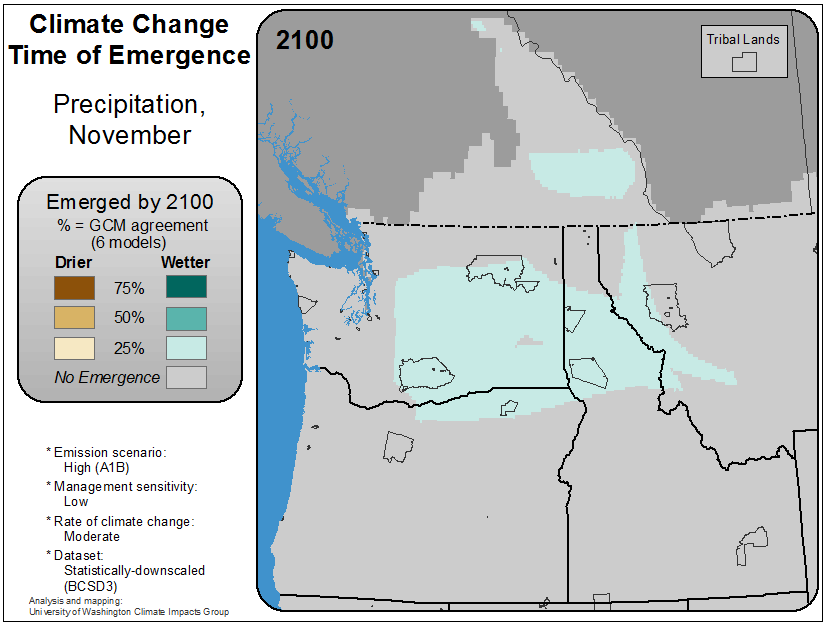 Climate Change
Time of Emergence
Precipitation,
November
Emerged by 2100
% = GCM agreement
(6 models)
Drier Wetter
75%
50%
25%
No Emergence
* Emission scenario:
High (A1B)
* Management sensitivity:
Low
* Rate of climate change:
Moderate
* Dataset:
Statistically-downscaled
(BCSD3)
Analysis and mapping:
University of Washington Climate Impacts Group
2100
Tribal Lands